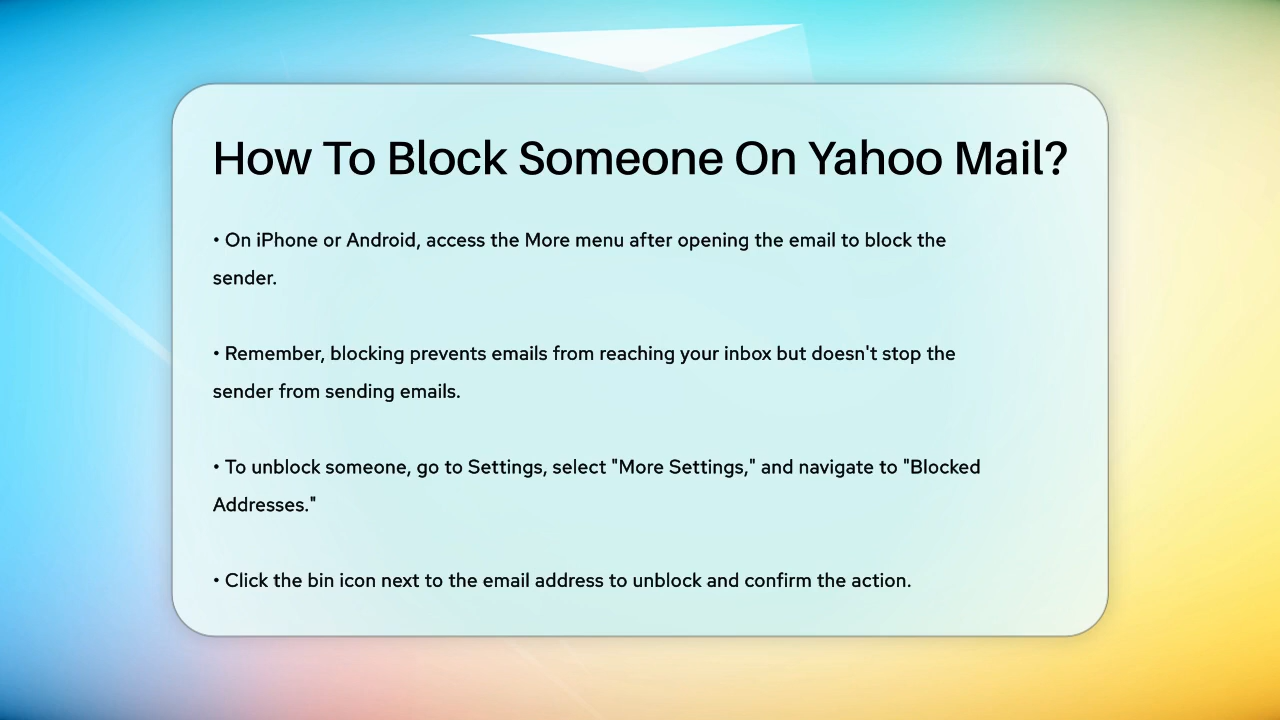 How To Block Someone On Yahoo Mail?
• On iPhone or Android, access the More menu after opening the email to block the
sender.
• Remember, blocking prevents emails from reaching your inbox but doesn't stop the
sender from sending emails.
• To unblock someone, go to Settings, select "More Settings," and navigate to "Blocked
Addresses."
• Click the bin icon next to the email address to unblock and confirm the action.